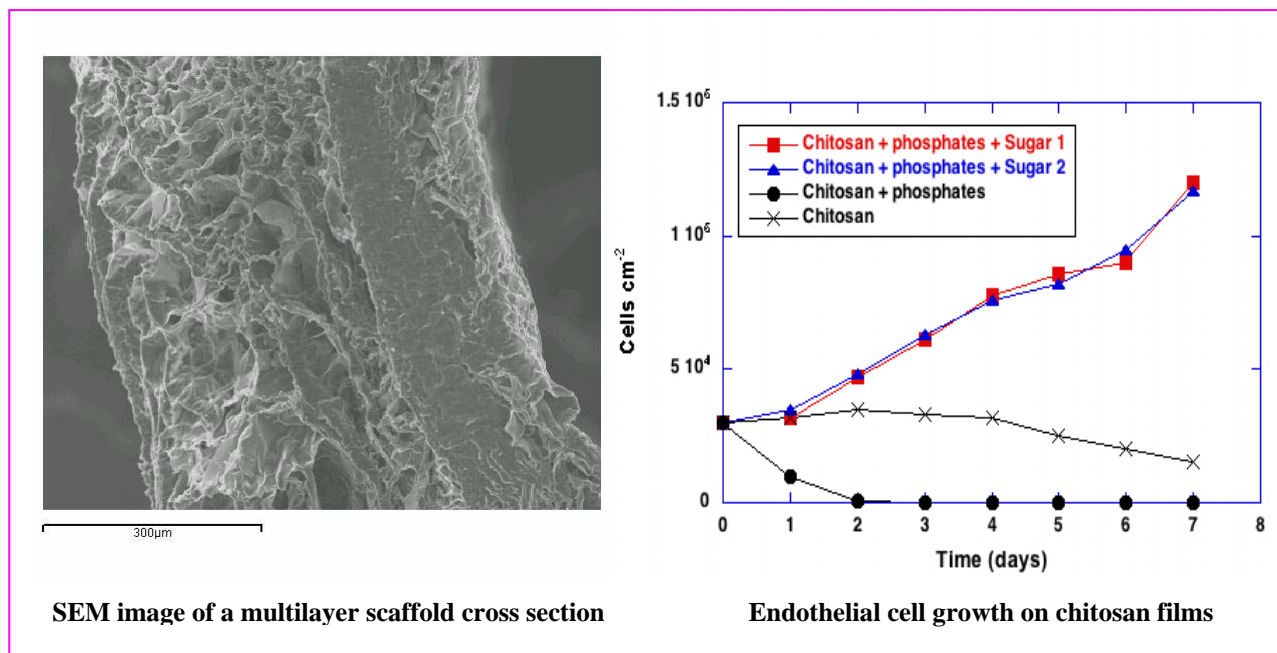 300µm
SEM image of a multilayer scaffold cross section
1.5 10⁶
1 10⁶
5 10⁴
0
Cells cm⁻²
Chitosan + phosphates + Sugar 1
Chitosan + phosphates + Sugar 2
Chitosan + phosphates
Chitosan
0 1 2 3 4 5 6 7 8
Time (days)
Endothelial cell growth on chitosan films